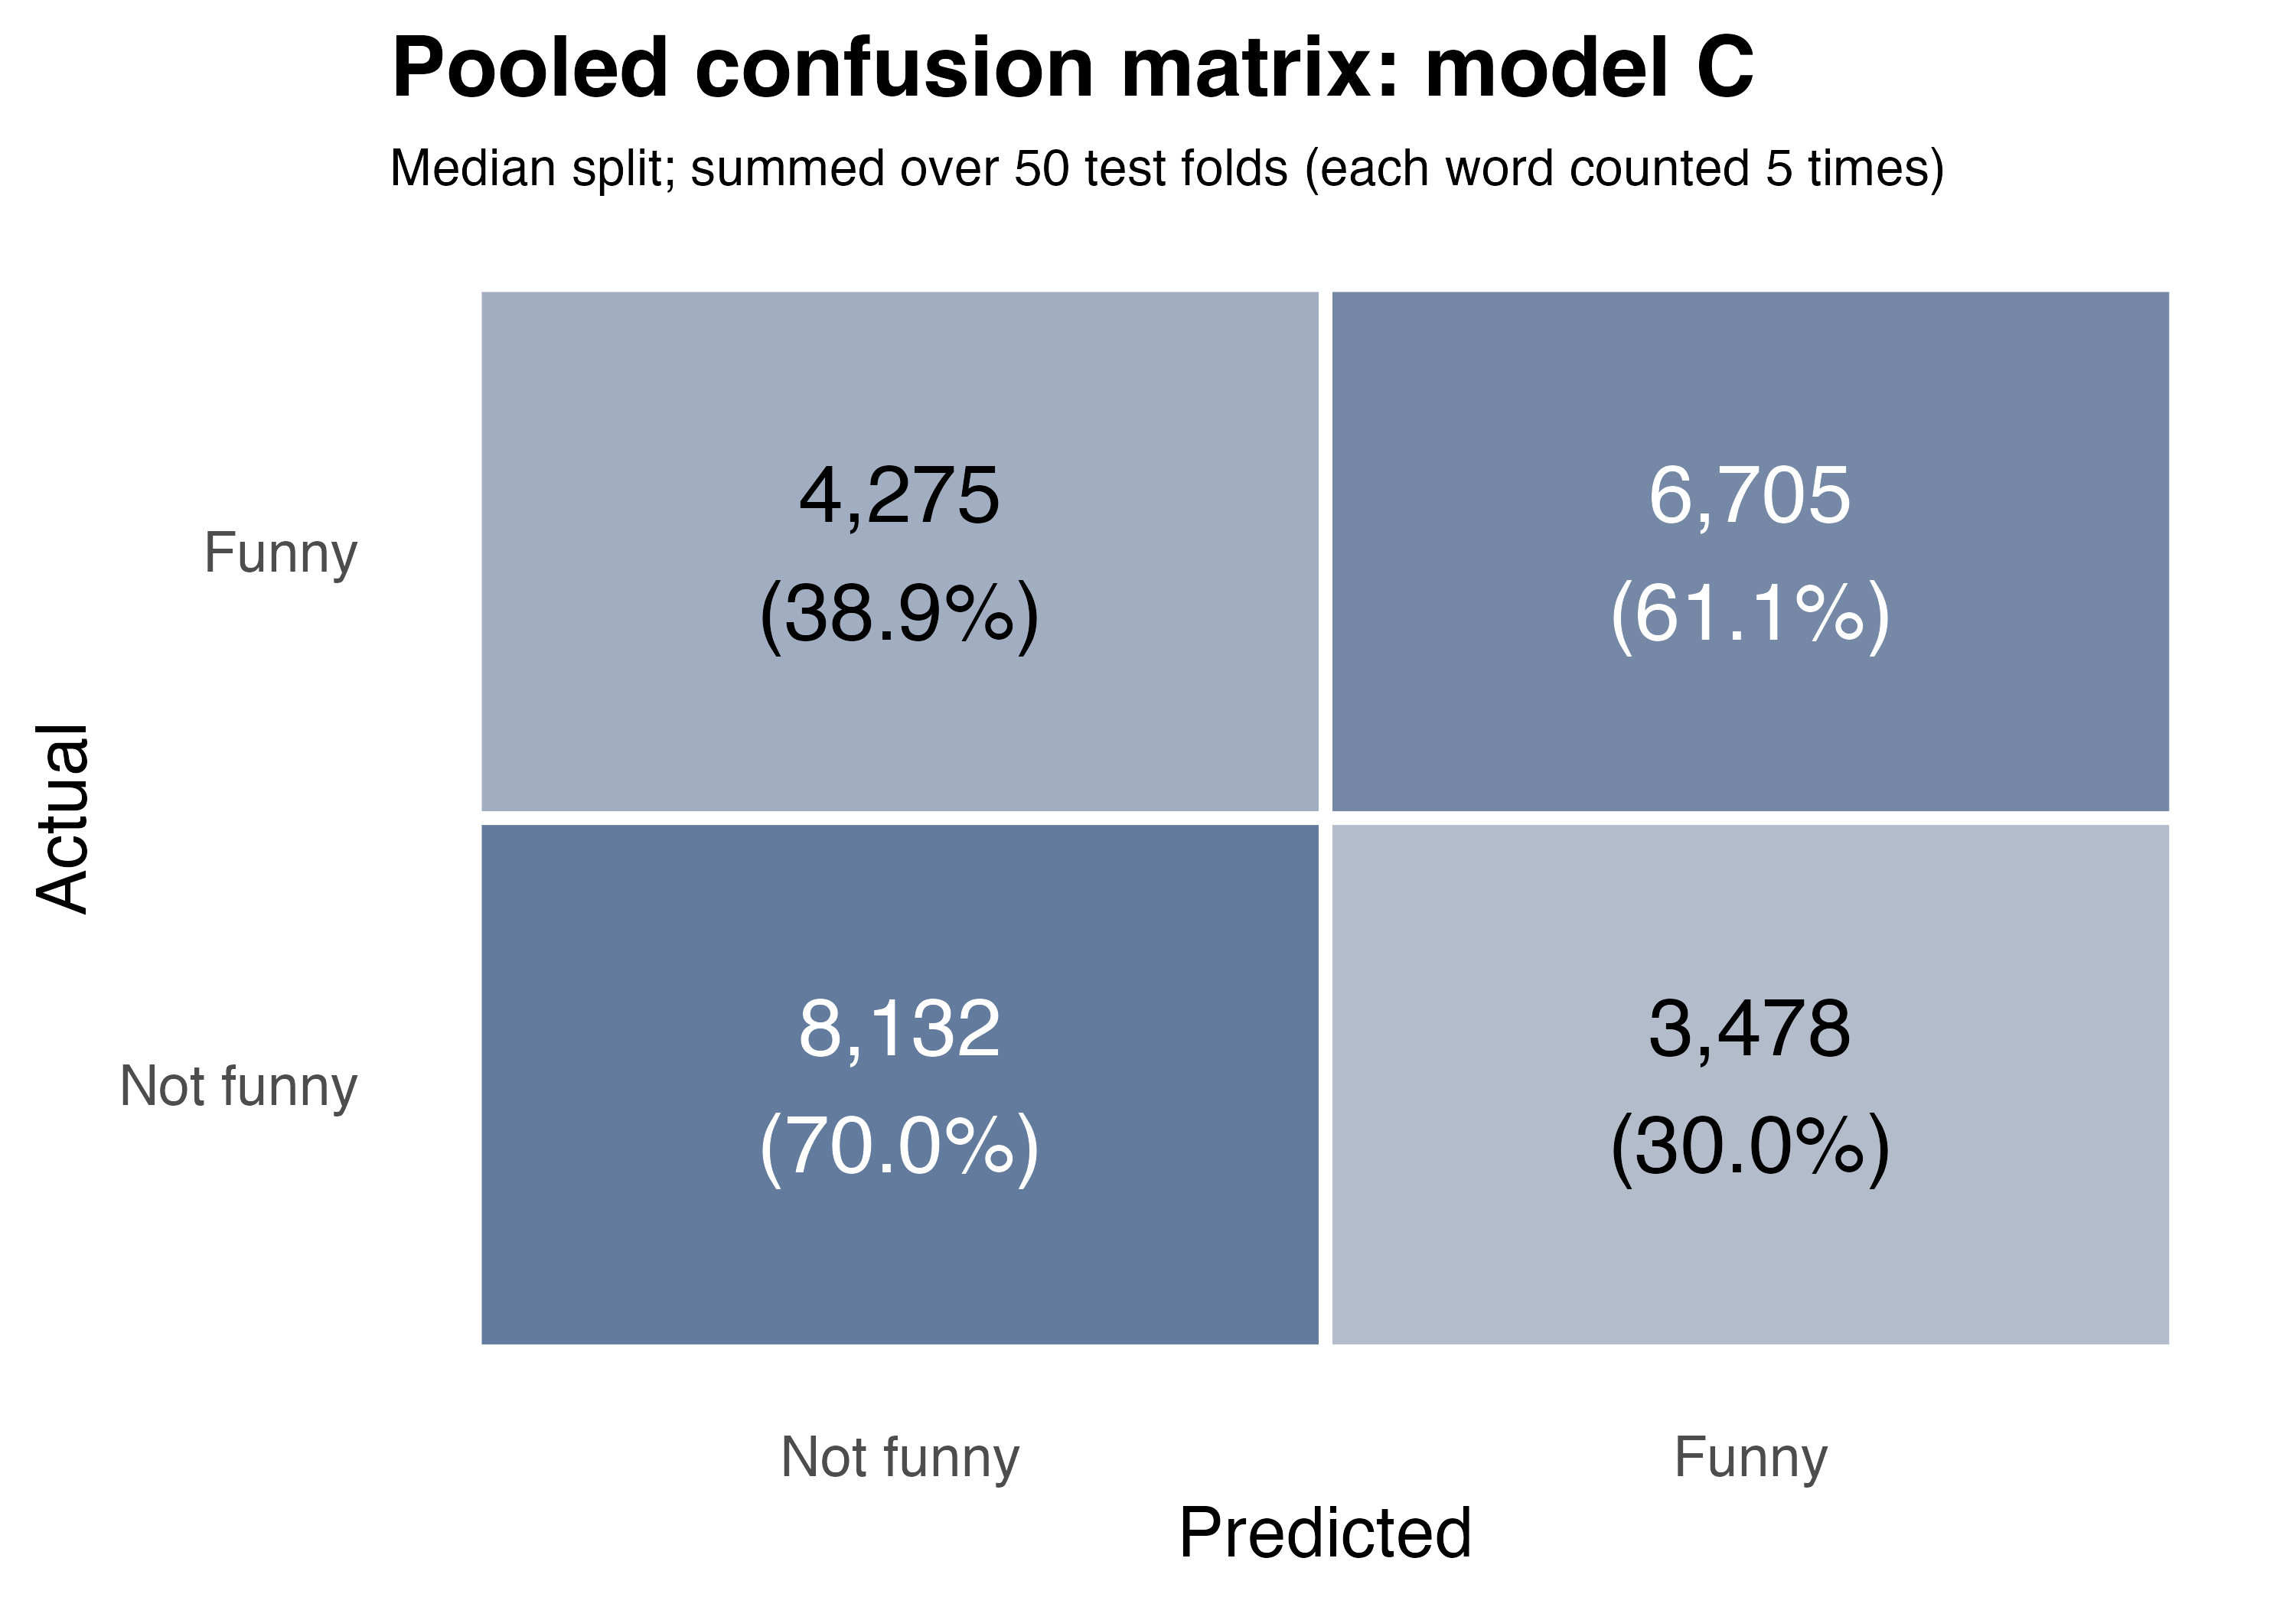 Pooled confusion matrix: model C
Median split; summed over 50 test folds (each word counted 5 times)
Actual
Funny
4,275
(38.9%)
6,705
(61.1%)
Not funny
8,132
(70.0%)
3,478
(30.0%)
Not funny
Funny
Predicted